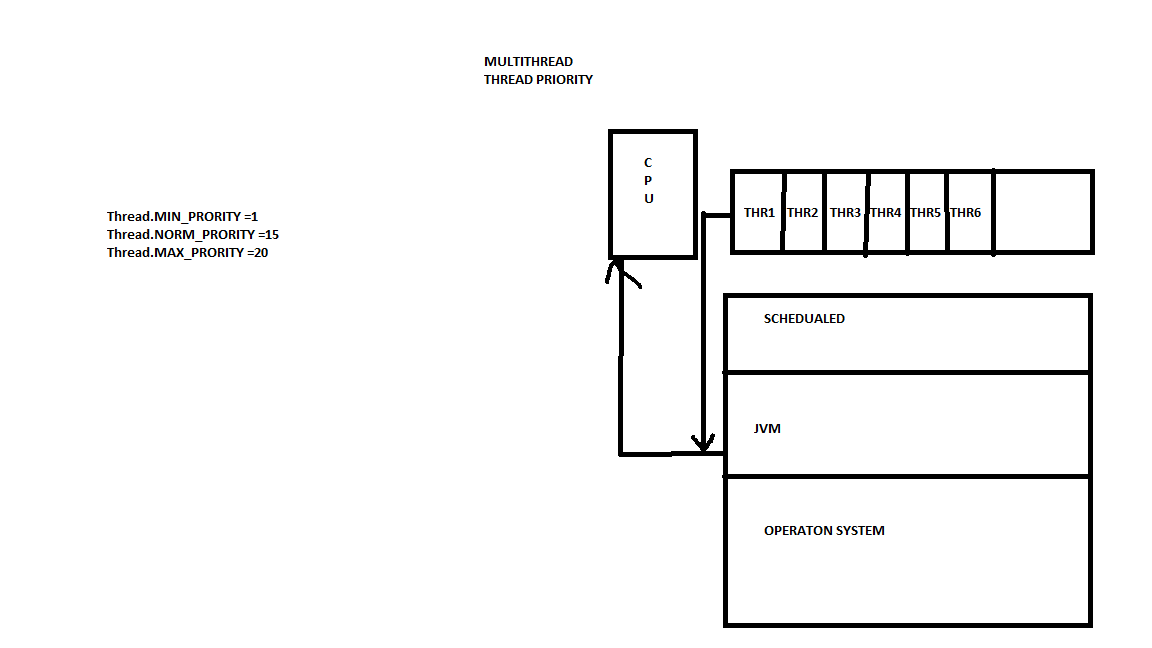 MULTITHREAD
THREAD PRIORITY
C
P
U
THR1 THR2 THR3 THR4 THR5 THR6
Thread.MIN_PRORITY =1
Thread.NORM_PRORITY =15
Thread.MAX_PRORITY =20
SCHEDUALED
JVM
OPERATON SYSTEM